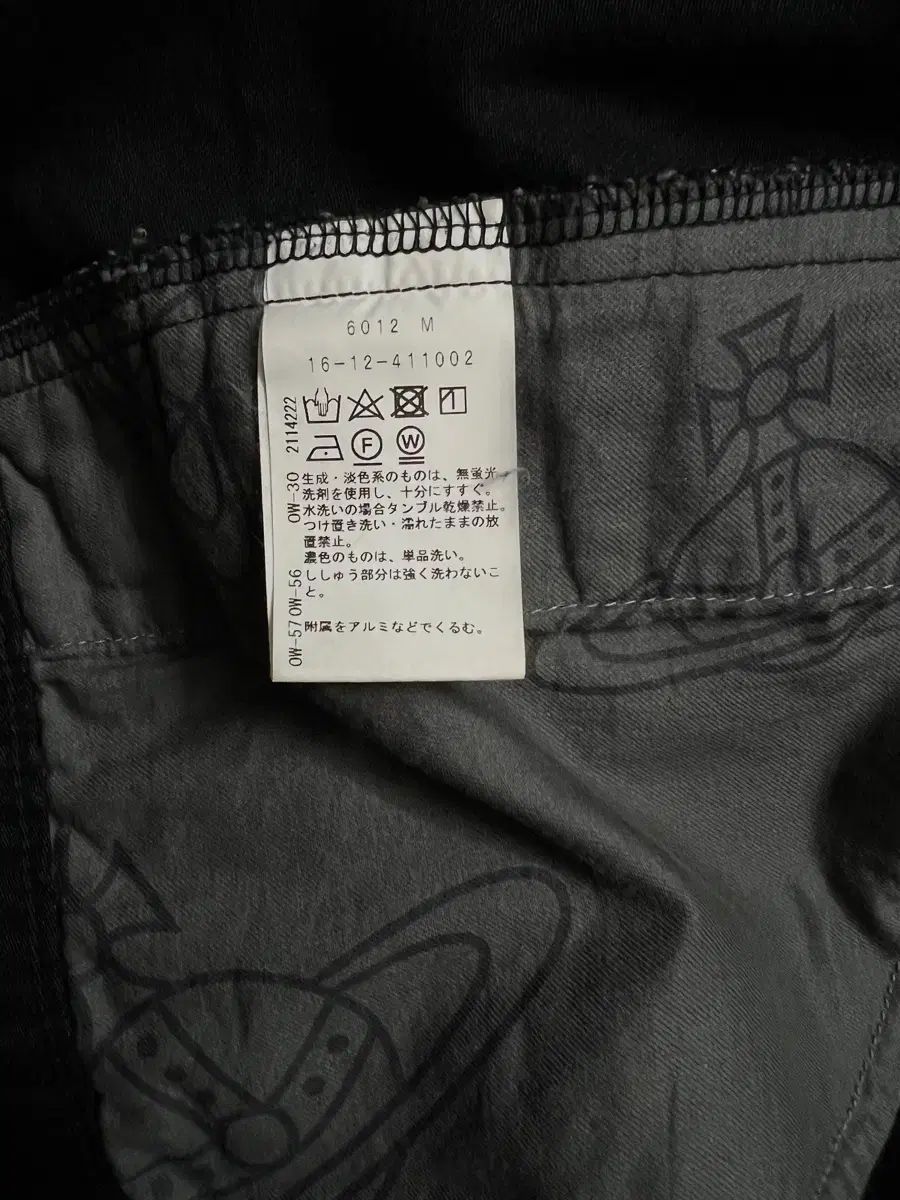 6012 M
16-12-411002
F
W
2114222
OW-30
OW-56
OW-57
生成・淡色系のものは、無蛍光
洗剤を使用し、十分にすすぐ。
水洗いの場合タンブル乾燥禁止。
つけ置き洗い・濡れたままの放
置禁止。
濃色のものは、単品洗い。
ししゅう部分は強く洗わないこ
と。
附属をアルミなどでくるむ。